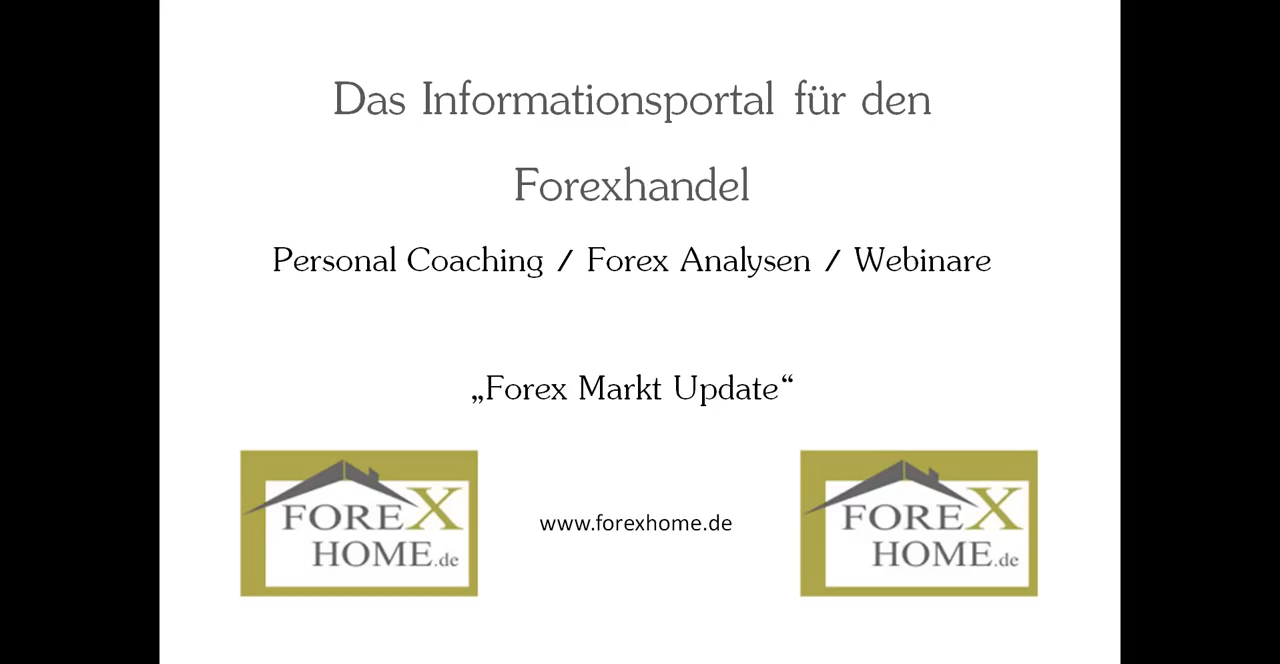 Das Informationsportal für den
Forexhandel
Personal Coaching / Forex Analysen / Webinare
„Forex Markt Update“
FOREX
HOME.de
www.forexhome.de
FOREX
HOME.de